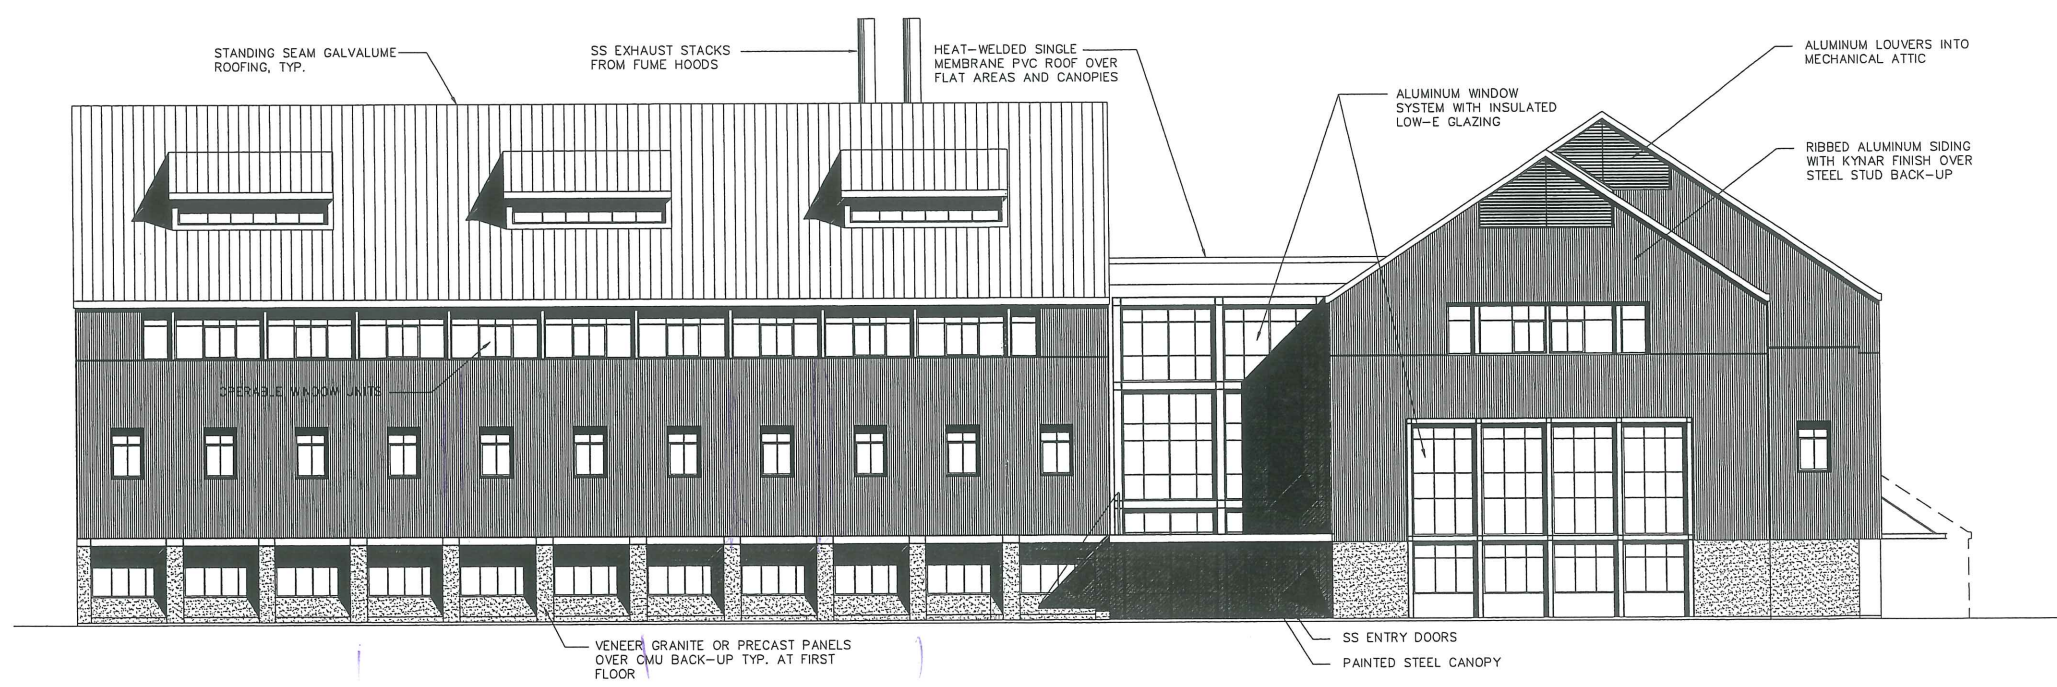 STANDING SEAM GALVALUME
ROOFING, TYP.
SS EXHAUST STACKS
FROM FUME HOODS
HEAT-WELDED SINGLE
MEMBRANE PVC ROOF OVER
FLAT AREAS AND CANOPIES
ALUMINUM WINDOW
SYSTEM WITH INSULATED
LOW-E GLAZING
ALUMINUM LOUVERS INTO
MECHANICAL ATTIC
RIBBED ALUMINUM SIDING
WITH KYNAR FINISH OVER
STEEL STUD BACK-UP
OPERABLE WINDOW UNITS
VENEER GRANITE OR PRECAST PANELS
OVER CMU BACK-UP TYP. AT FIRST
FLOOR
SS ENTRY DOORS
PAINTED STEEL CANOPY